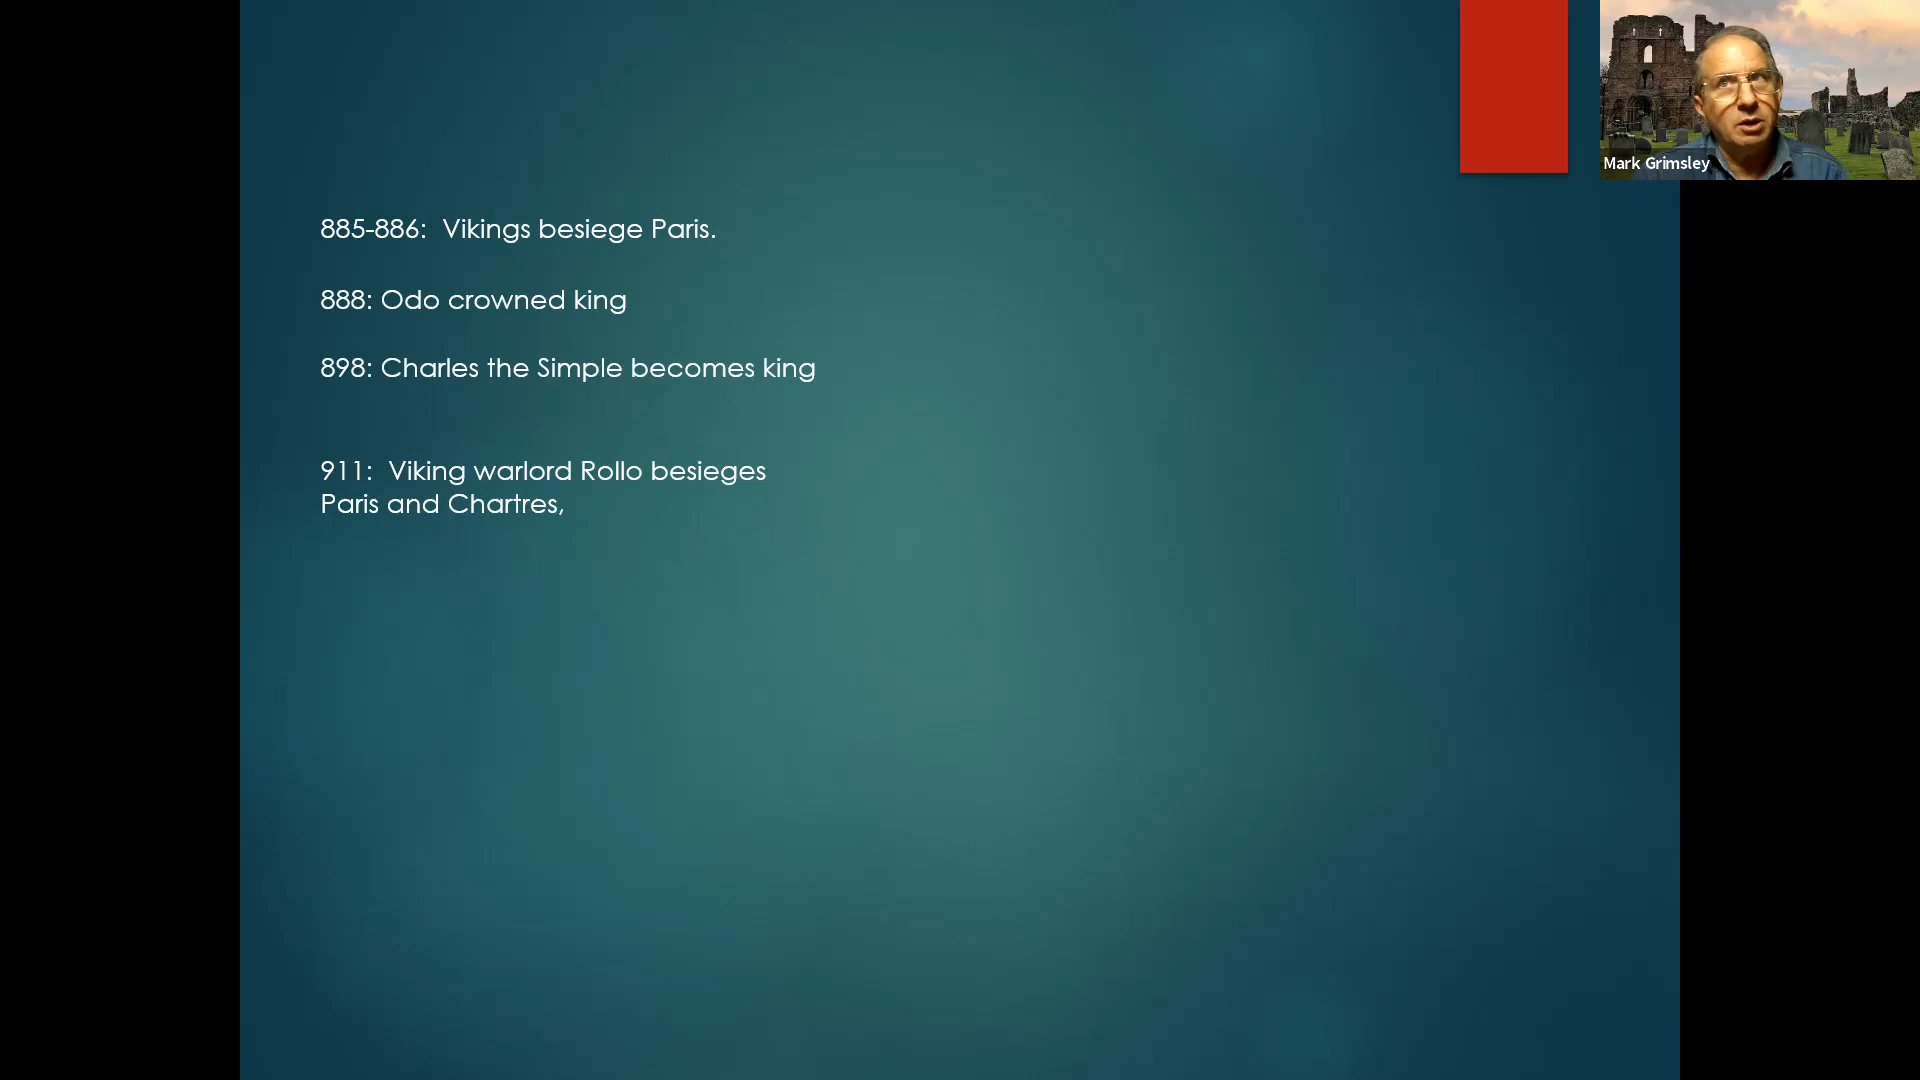 Mark Grimsley
885-886:  Vikings besiege Paris.
888: Odo crowned king
898: Charles the Simple becomes king
911:  Viking warlord Rollo besieges
Paris and Chartres,